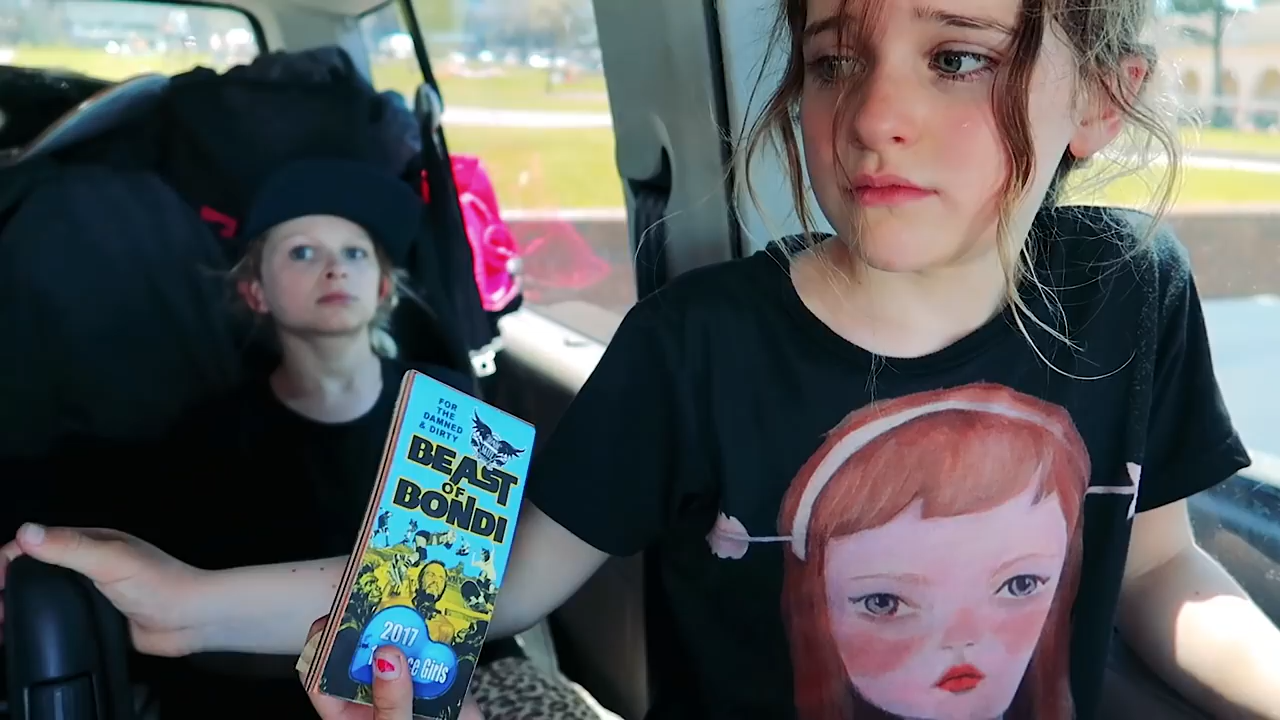 FOR
THE
DAMNED
& DIRTY
BEAST
OF
BONDI
2017
Girls